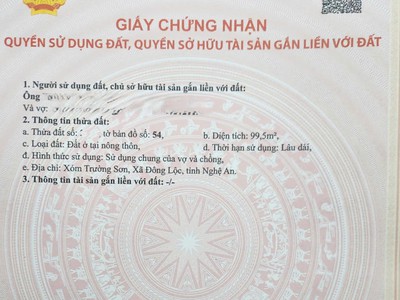 GIẤY CHỨNG NHẬN
QUYỀN SỬ DỤNG ĐẤT, QUYỀN SỞ HỮU TÀI SẢN GẮN LIỀN VỚI ĐẤT
1. Người sử dụng đất, chủ sở hữu tài sản gắn liền với đất:
Ông
Và vợ:
2. Thông tin thửa đất:
a. Thửa đất số: tờ bản đồ số: 54, b. Diện tích: 99,5m²,
c. Loại đất: Đất ở tại nông thôn, d. Thời hạn sử dụng: Lâu dài,
đ. Hình thức sử dụng: Sử dụng chung của vợ và chồng,
e. Địa chỉ: Xóm Trường Sơn, Xã Đông Lộc, tỉnh Nghệ An.
3. Thông tin tài sản gắn liền với đất: -/-